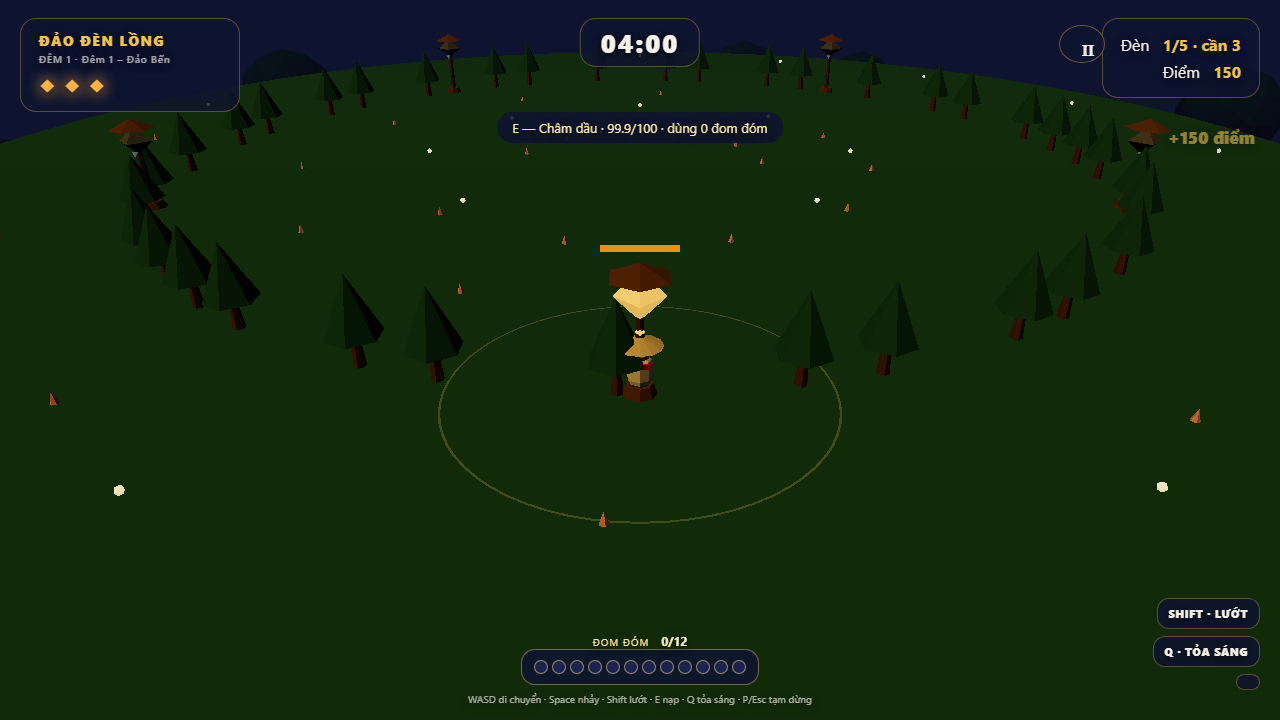 ĐẢO ĐÈN LỒNG
ĐÊM 1 · Đêm 1 – Đảo Bến
04:00
II
Đèn 1/5 · cần 3
Điểm 150
+150 điểm
E — Châm dầu · 99.9/100 · dùng 0 đom đóm
SHIFT · LƯỚT
Q · TỎA SÁNG
ĐOM ĐÓM 0/12
WASD di chuyển · Space nhảy · Shift lướt · E nạp · Q tỏa sáng · P/Esc tạm dừng